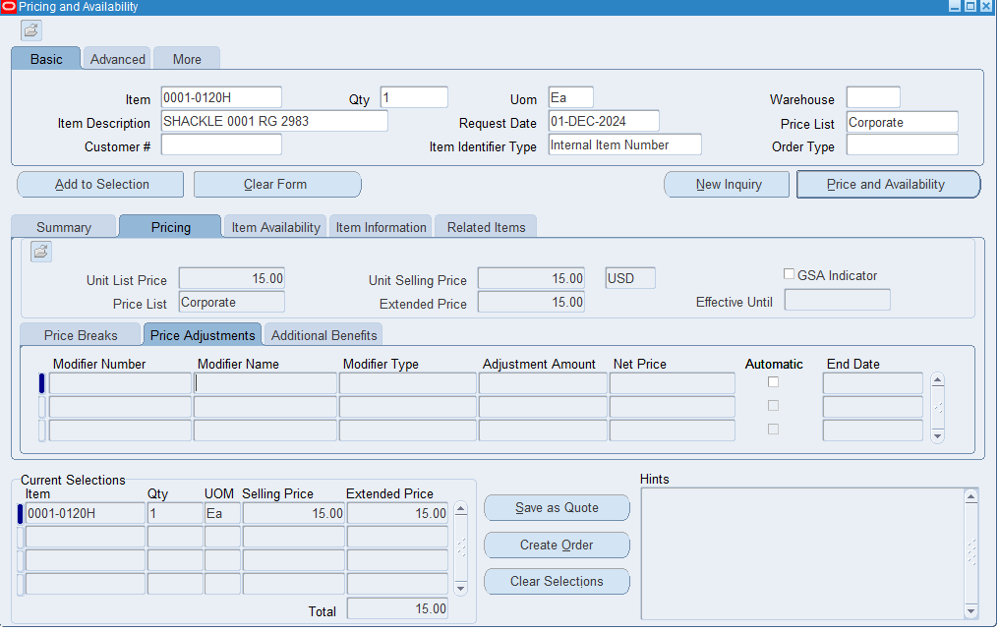 Pricing and Availability
Basic Advanced More
Item 0001-0120H Qty 1 Uom Ea Warehouse
Item Description SHACKLE 0001 RG 2983 Request Date 01-DEC-2024 Price List Corporate
Customer # Item Identifier Type Internal Item Number Order Type
Add to Selection Clear Form New Inquiry Price and Availability
Summary Pricing Item Availability Item Information Related Items
Unit List Price 15.00 Unit Selling Price 15.00 USD GSA Indicator
Price List Corporate Extended Price 15.00 Effective Until
Price Breaks Price Adjustments Additional Benefits
Modifier Number Modifier Name Modifier Type Adjustment Amount Net Price Automatic End Date
Current Selections
Item Qty UOM Selling Price Extended Price
0001-0120H 1 Ea 15.00 15.00
Total 15.00
Save as Quote
Create Order
Clear Selections
Hints